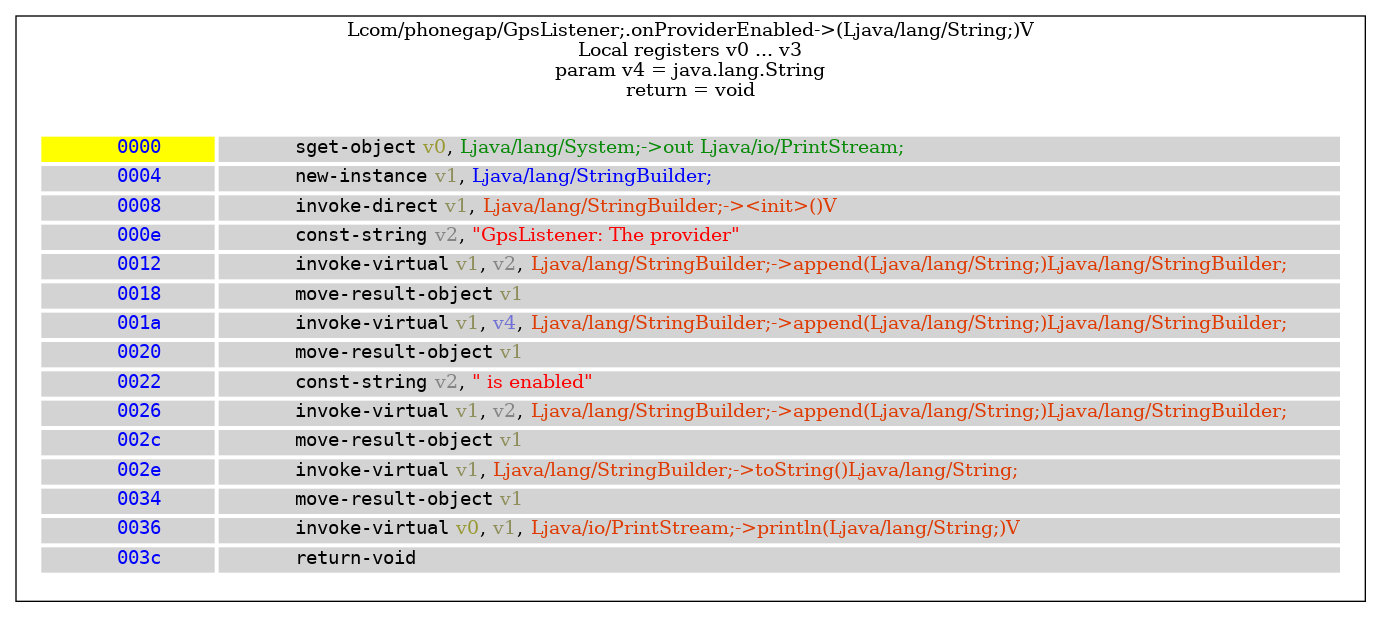 Lcom/phonegap/GpsListener;.onProviderEnabled->(Ljava/lang/String;)V
Local registers v0 ... v3
param v4 = java.lang.String
return = void
0000 sget-object v0, Ljava/lang/System;->out Ljava/io/PrintStream;
0004 new-instance v1, Ljava/lang/StringBuilder;
0008 invoke-direct v1, Ljava/lang/StringBuilder;-><init>()V
000e const-string v2, "GpsListener: The provider"
0012 invoke-virtual v1, v2, Ljava/lang/StringBuilder;->append(Ljava/lang/String;)Ljava/lang/StringBuilder;
0018 move-result-object v1
001a invoke-virtual v1, v4, Ljava/lang/StringBuilder;->append(Ljava/lang/String;)Ljava/lang/StringBuilder;
0020 move-result-object v1
0022 const-string v2, " is enabled"
0026 invoke-virtual v1, v2, Ljava/lang/StringBuilder;->append(Ljava/lang/String;)Ljava/lang/StringBuilder;
002c move-result-object v1
002e invoke-virtual v1, Ljava/lang/StringBuilder;->toString()Ljava/lang/String;
0034 move-result-object v1
0036 invoke-virtual v0, v1, Ljava/io/PrintStream;->println(Ljava/lang/String;)V
003c return-void